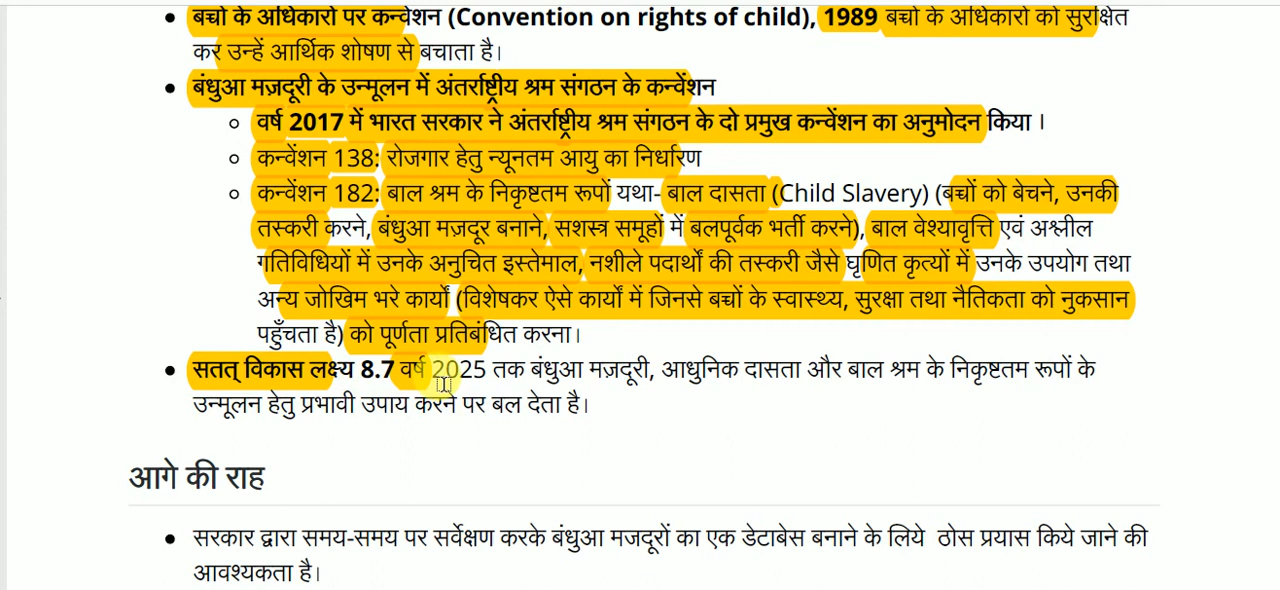 बच्चों के अधिकारों पर कन्वेंशन (Convention on rights of child), 1989 बच्चों के अधिकारों को सुरक्षित
कर उन्हें आर्थिक शोषण से बचाता है।
बंधुआ मज़दूरी के उन्मूलन में अंतर्राष्ट्रीय श्रम संगठन के कन्वेंशन
वर्ष 2017 में भारत सरकार ने अंतर्राष्ट्रीय श्रम संगठन के दो प्रमुख कन्वेंशन का अनुमोदन किया ।
कन्वेंशन 138: रोजगार हेतु न्यूनतम आयु का निर्धारण
कन्वेंशन 182: बाल श्रम के निकृष्टतम रूपों यथा- बाल दासता (Child Slavery) (बच्चों को बेचने, उनकी
तस्करी करने, बंधुआ मज़दूर बनाने, सशस्त्र समूहों में बलपूर्वक भर्ती करने), बाल वेश्यावृत्ति एवं अश्लील
गतिविधियों में उनके अनुचित इस्तेमाल, नशीले पदार्थों की तस्करी जैसे घृणित कृत्यों में उनके उपयोग तथा
अन्य जोखिम भरे कार्यों (विशेषकर ऐसे कार्यों में जिनसे बच्चों के स्वास्थ्य, सुरक्षा तथा नैतिकता को नुकसान
पहुँचता है) को पूर्णता प्रतिबंधित करना।
सतत् विकास लक्ष्य 8.7 वर्ष 2025 तक बंधुआ मज़दूरी, आधुनिक दासता और बाल श्रम के निकृष्टतम रूपों के
उन्मूलन हेतु प्रभावी उपाय करने पर बल देता है।
आगे की राह
सरकार द्वारा समय-समय पर सर्वेक्षण करके बंधुआ मजदूरों का एक डेटाबेस बनाने के लिये ठोस प्रयास किये जाने की
आवश्यकता है।